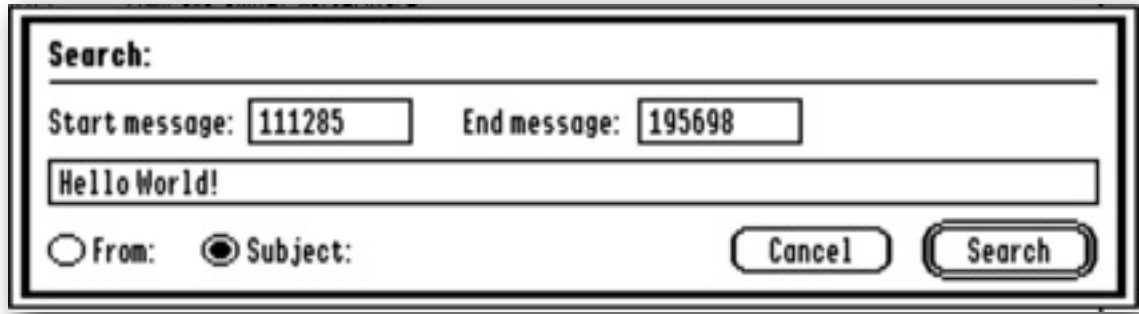 Search:
Start message: 111285 End message: 195698
Hello World!
From: Subject: Cancel Search